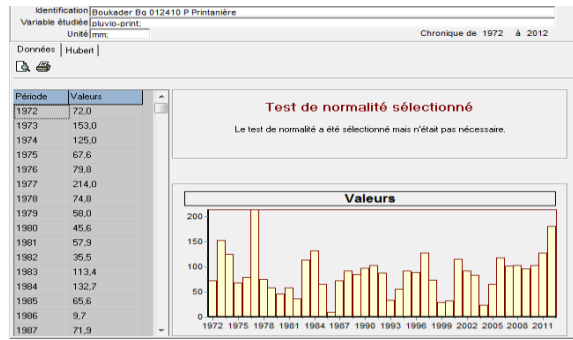 Identification Boukader Bg 012410 P Printanière
Variable étudiée pluvio-print;
Unité mm;
Chronique de 1972 à 2012
Données Hubert
Période Valeurs
1972 72,0
1973 153,0
1974 125,0
1975 67,6
1976 79,8
1977 214,0
1978 74,8
1979 58,0
1980 45,6
1981 57,9
1982 35,5
1983 113,4
1984 132,7
1985 65,6
1986 9,7
1987 71,9
Test de normalité sélectionné
Le test de normalité a été sélectionné mais n'était pas nécessaire.
Valeurs
200
150
100
50
0
1972 1975 1978 1981 1984 1987 1990 1993 1996 1999 2002 2005 2008 2011